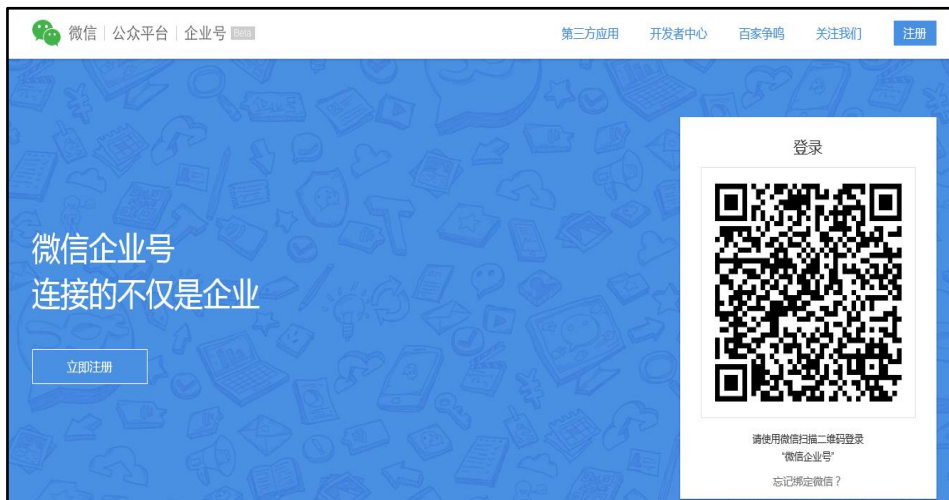 微信 | 公众平台 | 企业号 Beta
第三方应用 开发者中心 百家争鸣 关注我们 注册
微信企业号
连接的不仅是企业
立即注册
登录
请使用微信扫描二维码登录
“微信企业号”
忘记绑定微信？